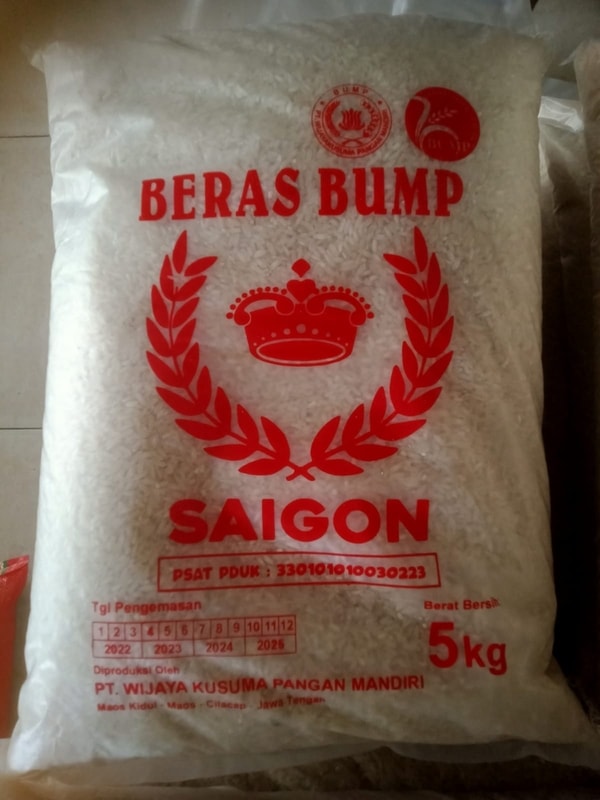 BUMP
BUMP
BERAS BUMP
SAIGON
PSAT PDUK : 330101010030223
Tgl Pengemasan
Berat Bersih
1 2 3 4 5 6 7 8 9 10 11 12
2022 2023 2024 2025
5kg
Diproduksi Oleh
PT. WIJAYA KUSUMA PANGAN MANDIRI
Maos Kidul - Maos - Cilacap - Jawa Tengah